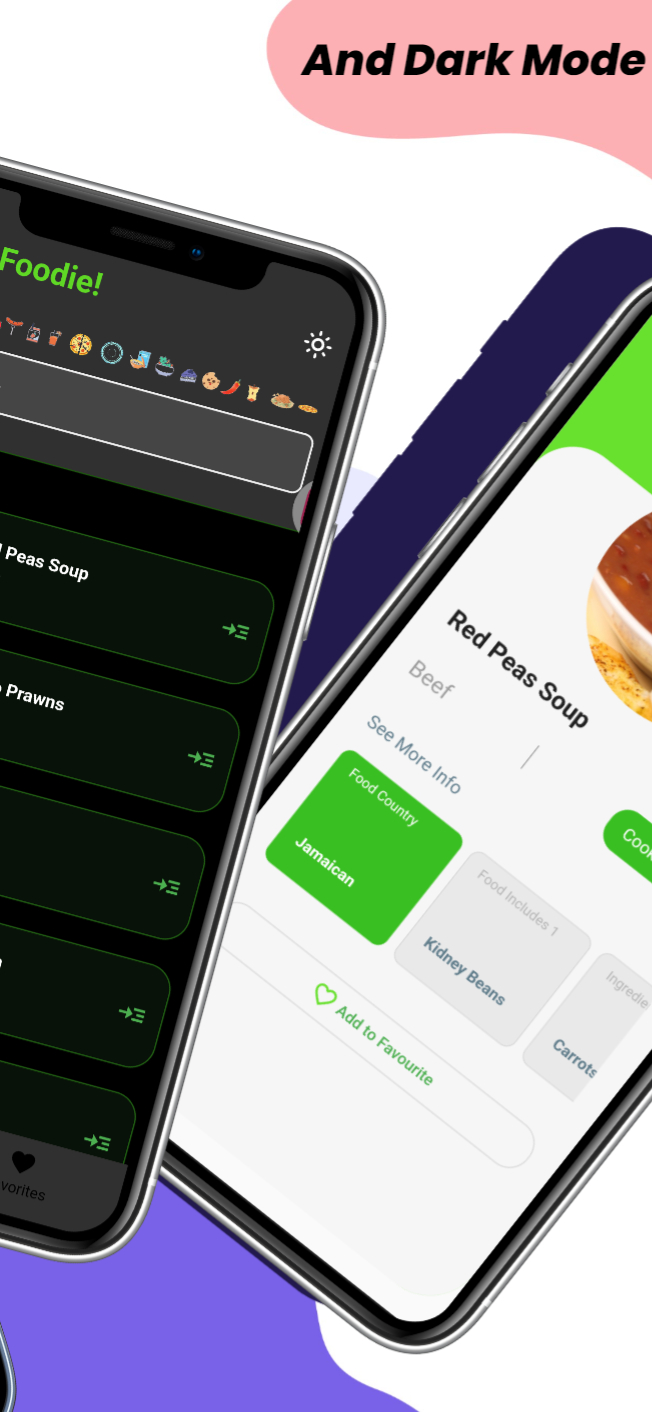 And Dark Mode
Foodie!
Peas Soup
Prawns
vorites
Red Peas Soup
Beef
See More Info
Food Country
Jamaican
Food Includes 1
Kidney Beans
Ingredie
Carrots
Cook
Add to Favourite